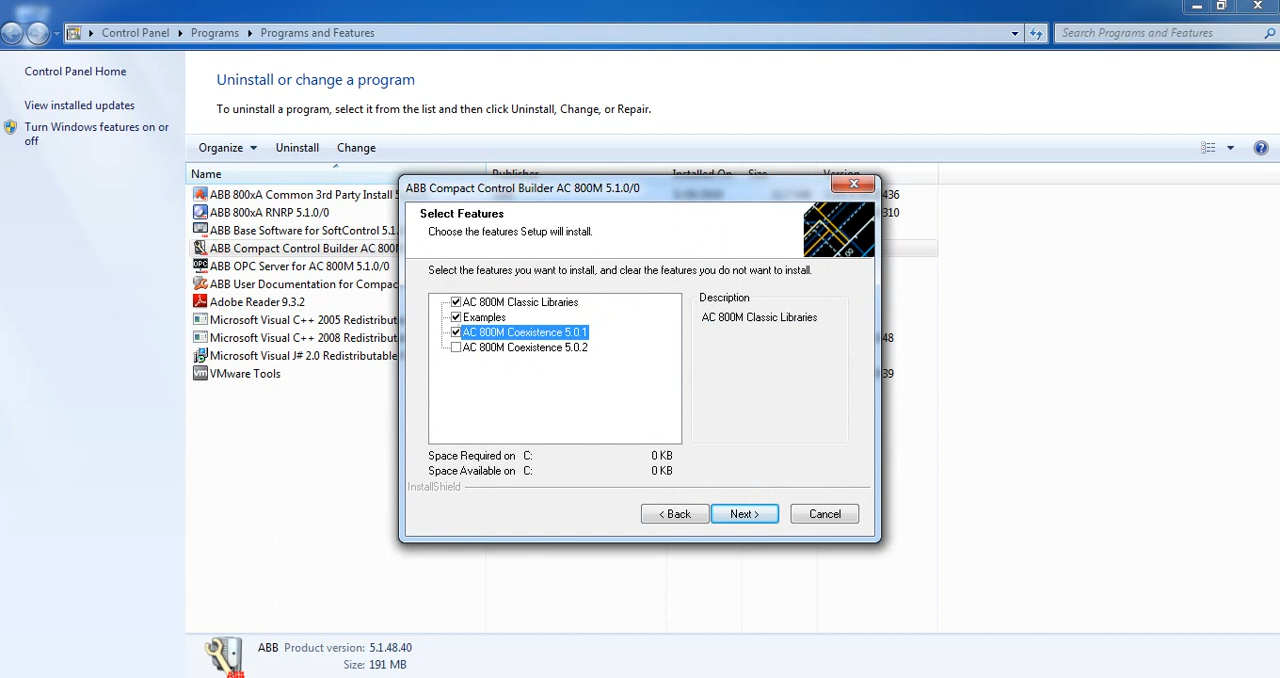 Control Panel Programs Programs and Features
Search Programs and Features
Control Panel Home
View installed updates
Turn Windows features on or
off
Uninstall or change a program
To uninstall a program, select it from the list and then click Uninstall, Change, or Repair.
Organize Uninstall Change
Name
ABB 800xA Common 3rd Party Install 5 436
ABB 800xA RNRP 5.1.0/0 310
ABB Base Software for SoftControl 5.1.
ABB Compact Control Builder AC 800M
ABB OPC Server for AC 800M 5.1.0/0
ABB User Documentation for Compac
Adobe Reader 9.3.2
Microsoft Visual C++ 2005 Redistribut
Microsoft Visual C++ 2008 Redistribut 48
Microsoft Visual J# 2.0 Redistributable
VMware Tools 39
ABB Compact Control Builder AC 800M 5.1.0/0
Select Features
Choose the features Setup will install.
Select the features you want to install, and clear the features you do not want to install.
AC 800M Classic Libraries
Examples
AC 800M Coexistence 5.0.1
AC 800M Coexistence 5.0.2
Description
AC 800M Classic Libraries
Space Required on C: 0 KB
Space Available on C: 0 KB
InstallShield
< Back Next > Cancel
ABB Product version: 5.1.48.40
Size: 191 MB